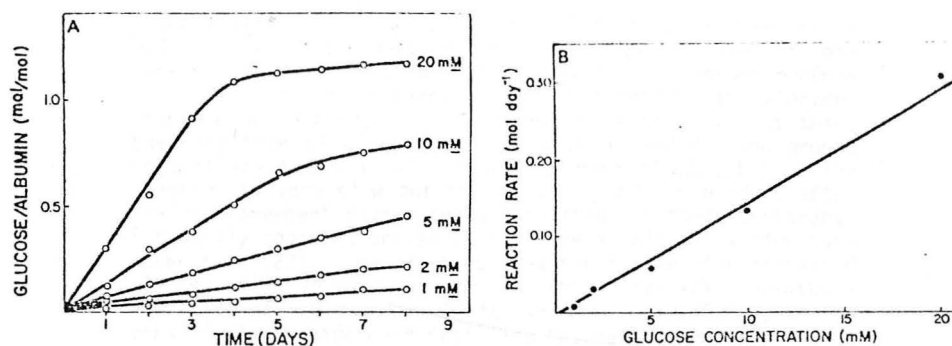 A
GLUCOSE/ALBUMIN (mol/mol)
1.0
0.5
20 mM
10 mM
5 mM
2 mM
1 mM
1 3 5 7 9
TIME (DAYS)
B
REACTION RATE (mol day⁻¹)
0.30
0.20
0.10
5 10 15 20
GLUCOSE CONCENTRATION (mM)